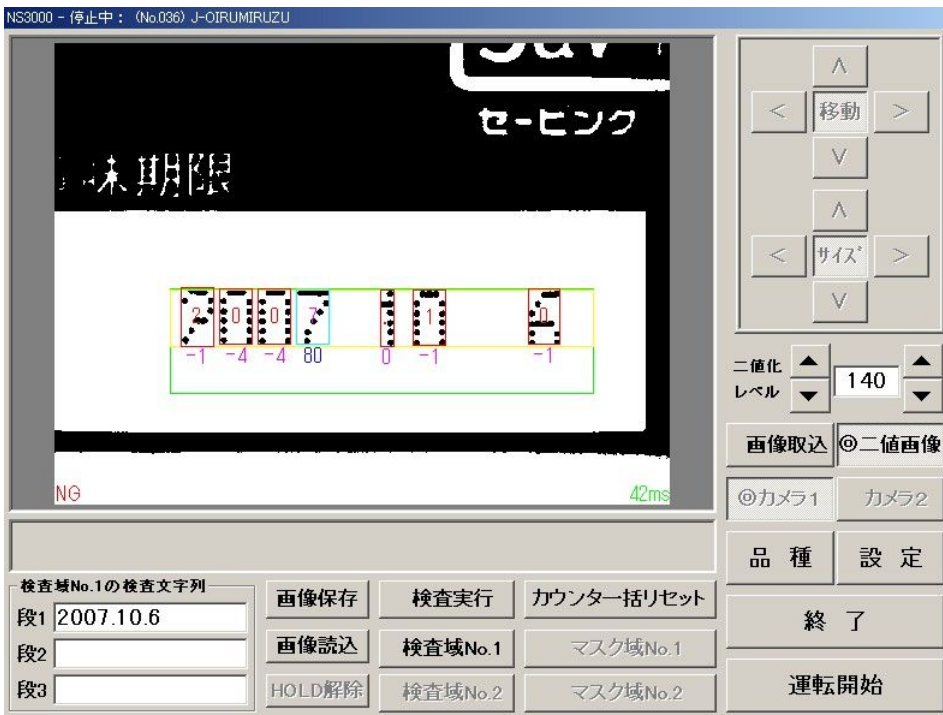 NS3000 - 停止中： (No.036) J-OIRUMIRUZU
セービング
味期限
2 0 0 7 1 0
-1 -4 -4 80 0 -1 -1
NG
42ms
∧
< 移動 >
∨
∧
< ｻｲｽﾞ >
∨
二値化
レベル
140
画像取込
◎二値画像
◎カメラ1
カメラ2
品 種
設 定
終 了
運転開始
検査域No.1の検査文字列
段1 2007.10.6
段2
段3
画像保存
検査実行
カウンター括リセット
画像読込
検査域No.1
マスク域No.1
HOLD解除
検査域No.2
マスク域No.2